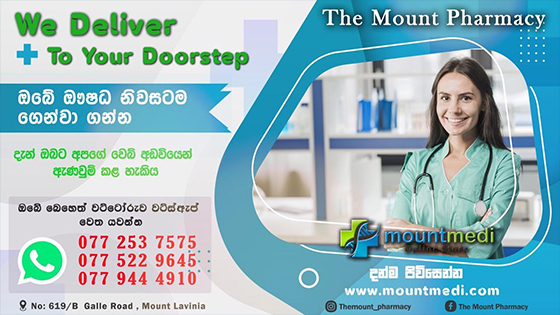 We Deliver
+ To Your Doorstep
ඔබේ ඖෂධ නිවසටම
ගෙන්වා ගන්න
දැන් ඔබට අපගේ වෙබ් අඩවියෙන්
ඇණවුම් කළ හැකිය
ඔබේ බෙහෙත් වට්ටෝරුව වට්ස්ඇප්
වෙත යවන්න
077 253 7575
077 522 9645
077 944 4910
No: 619/B Galle Road , Mount Lavinia
The Mount Pharmacy
mountmedi
දැන්ම පිවිසෙන්න
www.mountmedi.com
Themount_pharmacy
The Mount Pharmacy